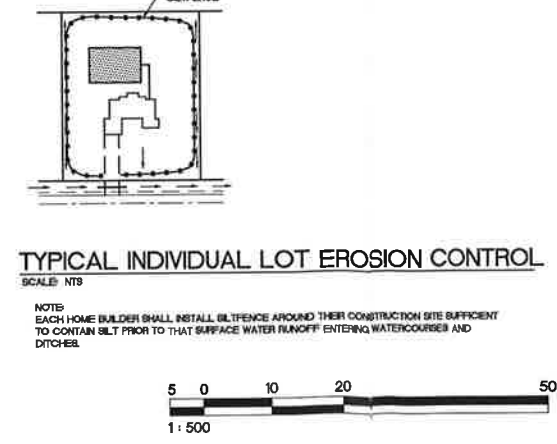 TYPICAL INDIVIDUAL LOT EROSION CONTROL
SCALE: NTS
NOTE:
EACH HOME BUILDER SHALL INSTALL SILTFENCE AROUND THEIR CONSTRUCTION SITE SUFFICIENT
TO CONTAIN SILT PRIOR TO THAT SURFACE WATER RUNOFF ENTERING WATERCOURSES AND
DITCHES.
5 0 10 20 50
1 : 500